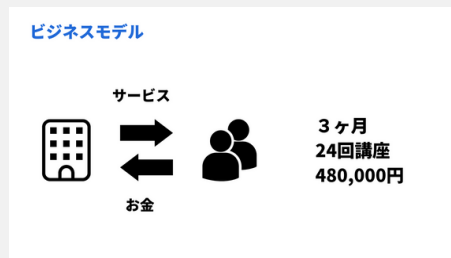 ビジネスモデル
サービス
お金
3ヶ月
24回講座
480,000円